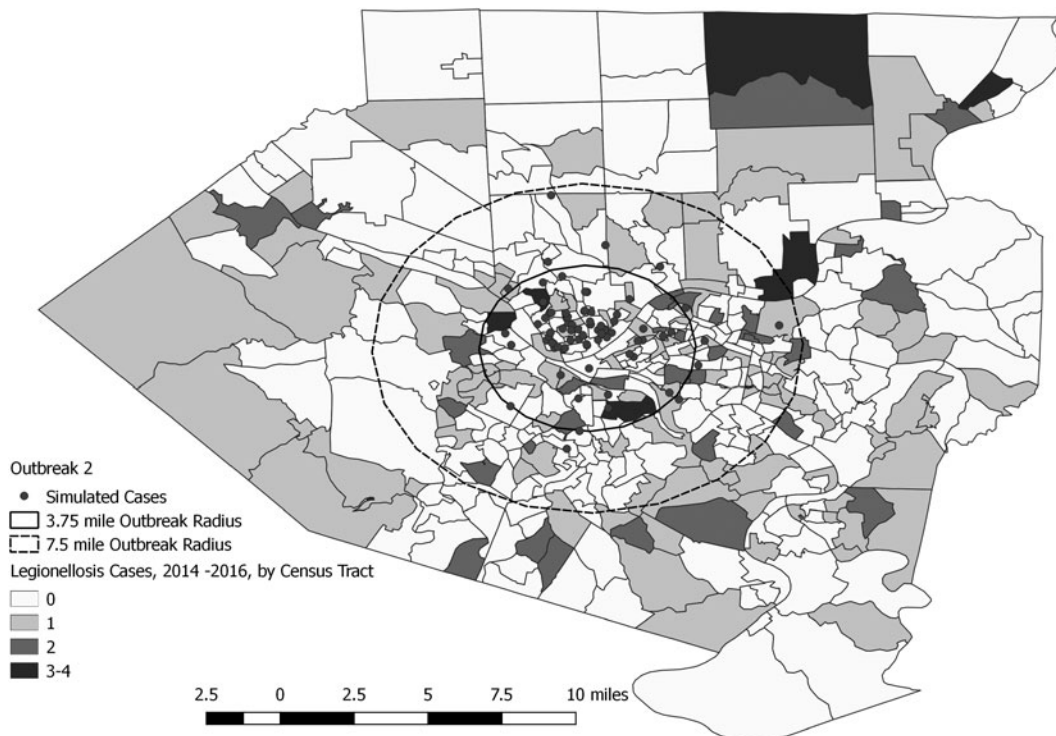 Outbreak 2
Simulated Cases
3.75 mile Outbreak Radius
7.5 mile Outbreak Radius
Legionellosis Cases, 2014 -2016, by Census Tract
0
1
2
3-4
2.5 0 2.5 5 7.5 10 miles